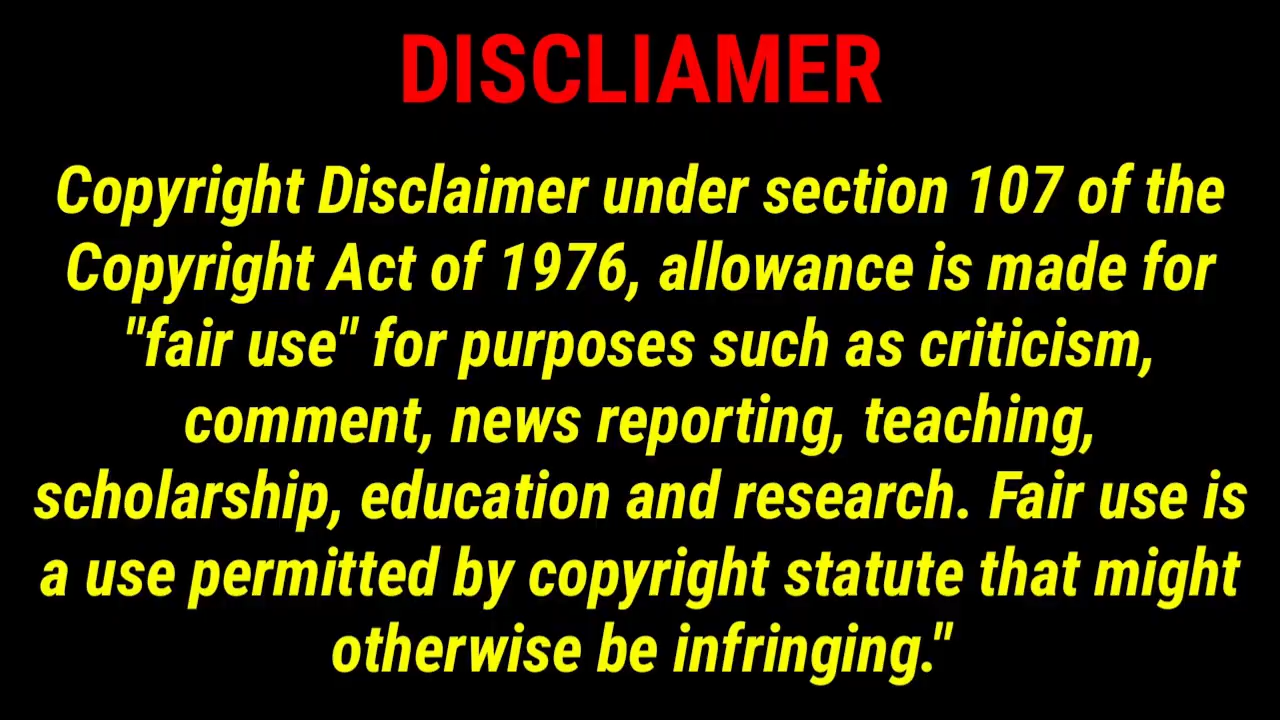 DISCLIAMER
Copyright Disclaimer under section 107 of the
Copyright Act of 1976, allowance is made for
"fair use" for purposes such as criticism,
comment, news reporting, teaching,
scholarship, education and research. Fair use is
a use permitted by copyright statute that might
otherwise be infringing."